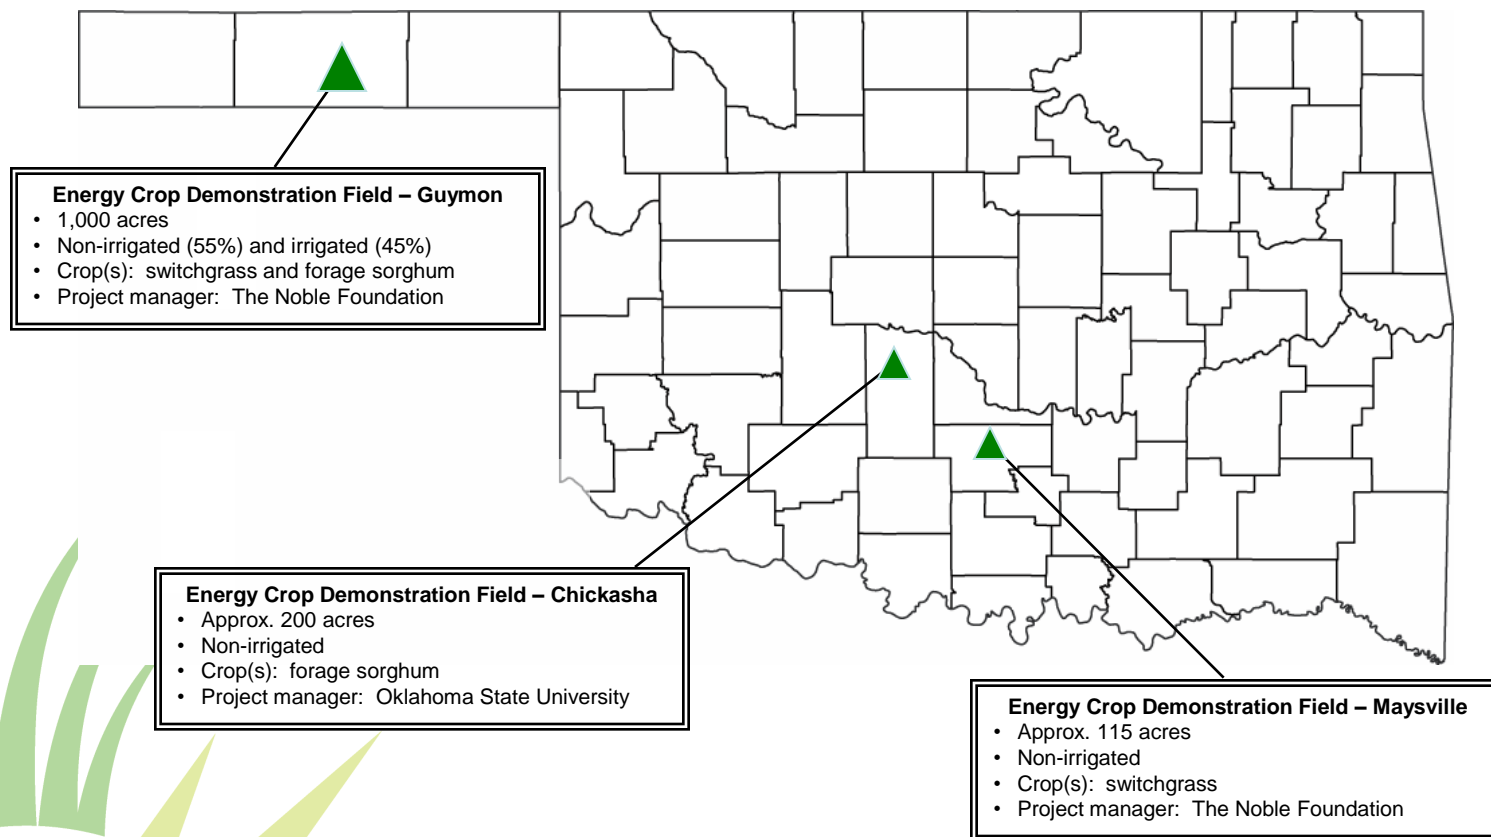 Energy Crop Demonstration Field – Guymon
• 1,000 acres
• Non-irrigated (55%) and irrigated (45%)
• Crop(s): switchgrass and forage sorghum
• Project manager: The Noble Foundation
Energy Crop Demonstration Field – Chickasha
• Approx. 200 acres
• Non-irrigated
• Crop(s): forage sorghum
• Project manager: Oklahoma State University
Energy Crop Demonstration Field – Maysville
• Approx. 115 acres
• Non-irrigated
• Crop(s): switchgrass
• Project manager: The Noble Foundation